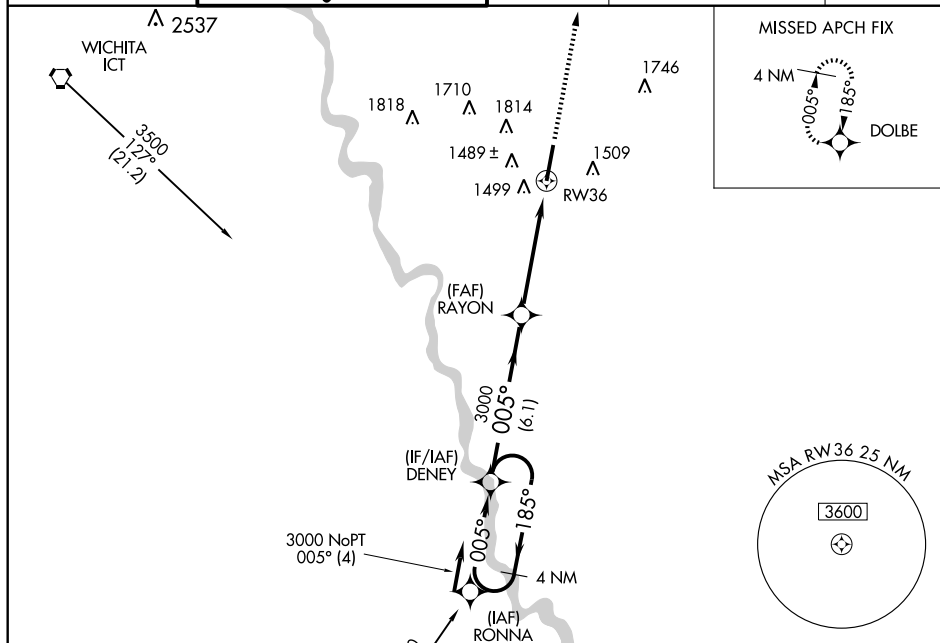 2537
WICHITA
ICT
3500
127°
(21.2)
1818
1710
1814
1746
1489 ±
1499
1509
RW36
MISSED APCH FIX
4 NM
005°
185°
DOLBE
(FAF)
RAYON
3000
005°
(6.1)
(IF/IAF)
DENEY
005°
185°
3000 NoPT
005° (4)
4 NM
(IAF)
RONNA
MSA RW36 25 NM
3600